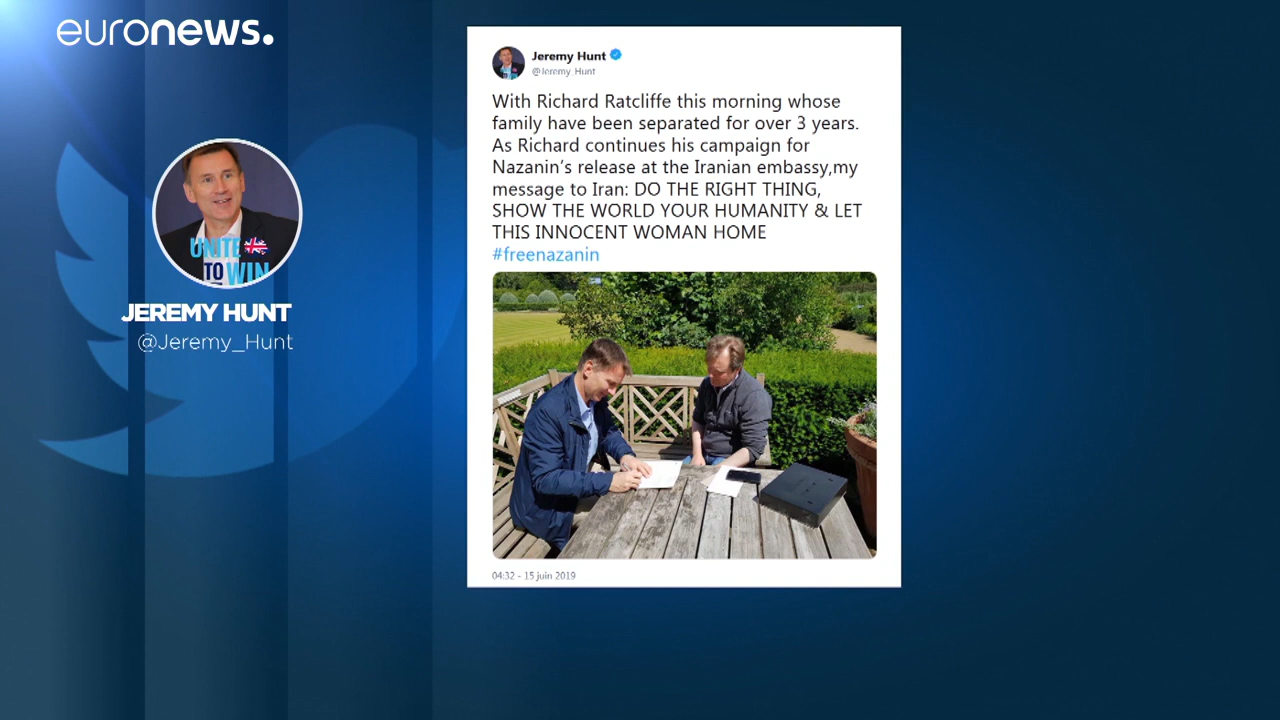 euronews.
Jeremy Hunt
@Jeremy_Hunt
With Richard Ratcliffe this morning whose
family have been separated for over 3 years.
As Richard continues his campaign for
Nazanin's release at the Iranian embassy,my
message to Iran: DO THE RIGHT THING,
SHOW THE WORLD YOUR HUMANITY & LET
THIS INNOCENT WOMAN HOME
#freenazanin
04:32 - 15 juin 2019
UNITE
TO WIN
JEREMY HUNT
@Jeremy_Hunt